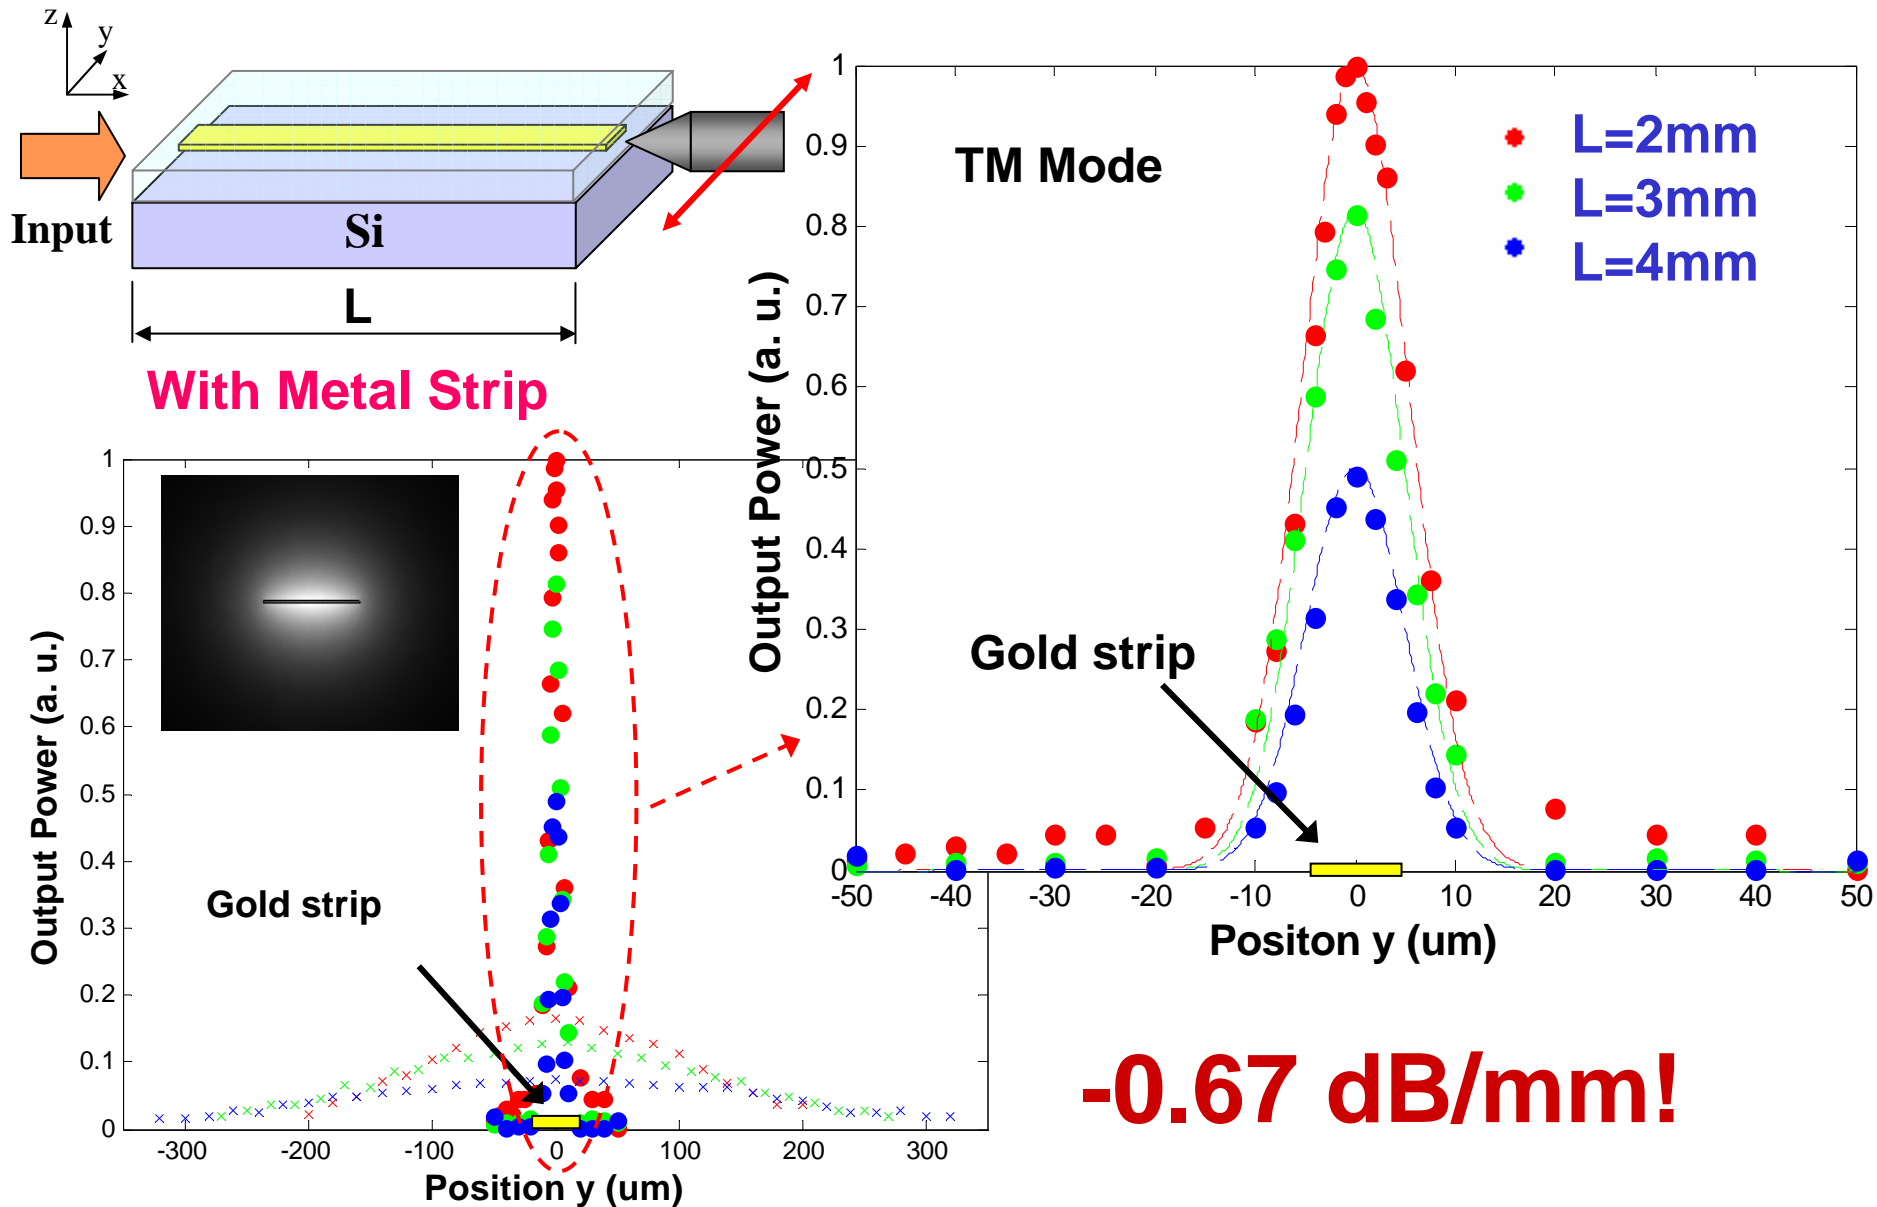 z
y
x
Input
Si
L
With Metal Strip
1
0.9
0.8
0.7
0.6
0.5
0.4
0.3
0.2
0.1
0
-300
-200
-100
0
100
200
300
Output Power (a. u.)
Position y (um)
Gold strip
1
0.9
0.8
0.7
0.6
0.5
0.4
0.3
0.2
0.1
0
-50
-40
-30
-20
-10
0
10
20
30
40
50
Output Power (a. u.)
Positon y (um)
TM Mode
L=2mm
L=3mm
L=4mm
Gold strip
-0.67 dB/mm!